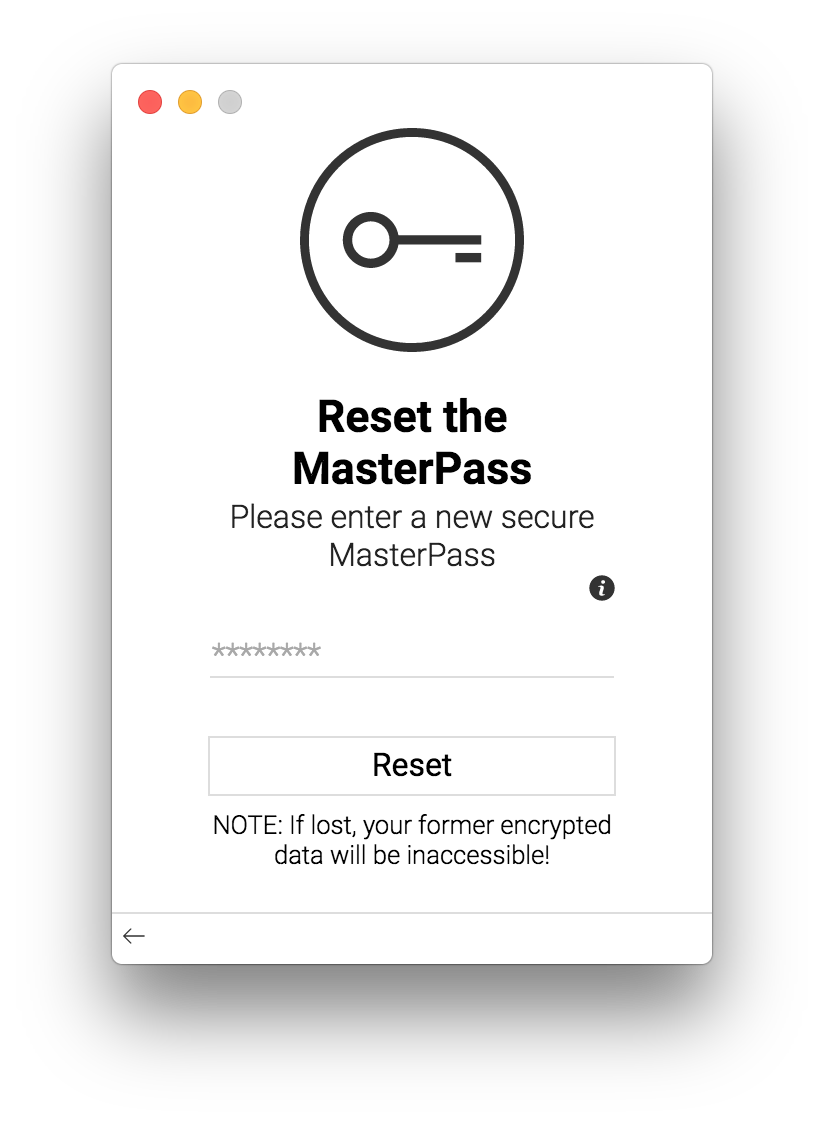 Reset the
MasterPass
Please enter a new secure
MasterPass
i
********
Reset
NOTE: If lost, your former encrypted
data will be inaccessible!